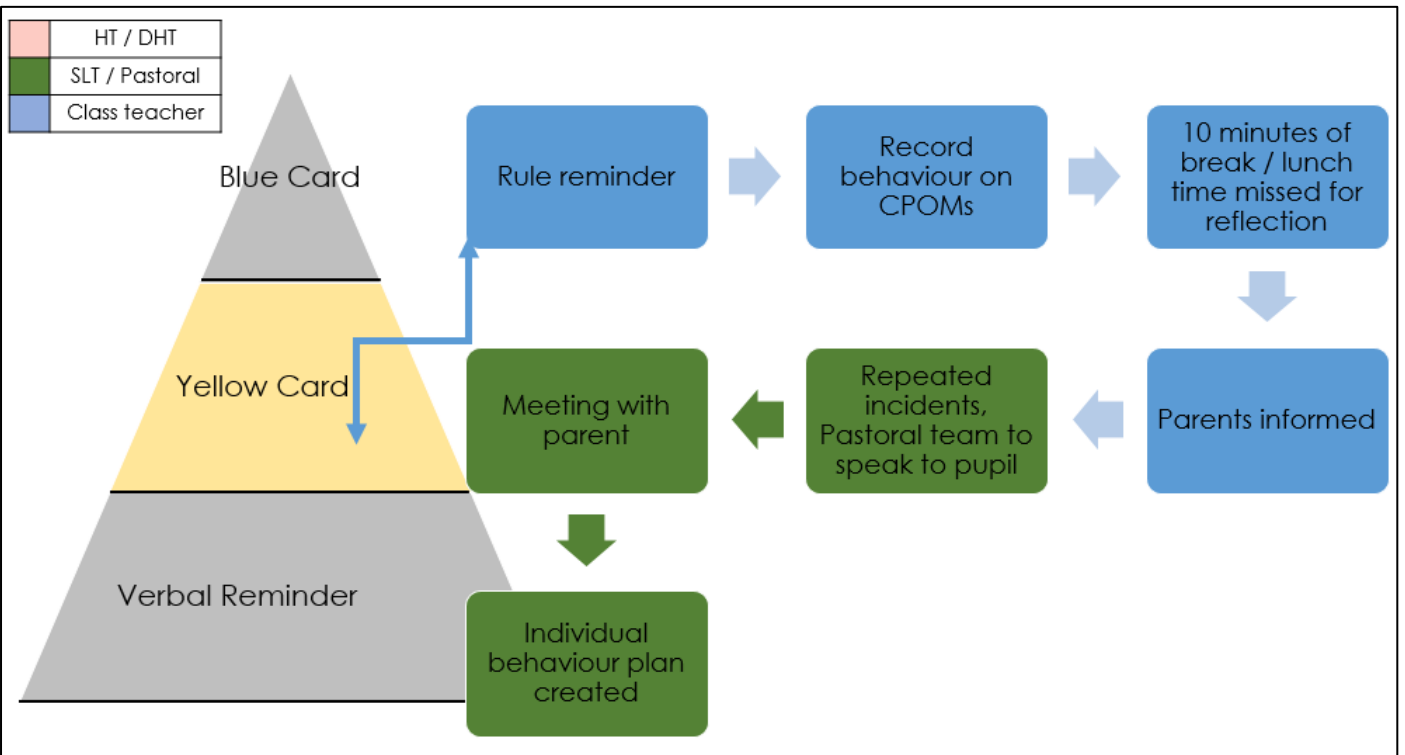 HT / DHT
SLT / Pastoral
Class teacher
Blue Card
Yellow Card
Verbal Reminder
Rule reminder
Record
behaviour on
CPOMs
10 minutes of
break / lunch
time missed for
reflection
Parents informed
Repeated
incidents,
Pastoral team to
speak to pupil
Meeting with
parent
Individual
behaviour plan
created